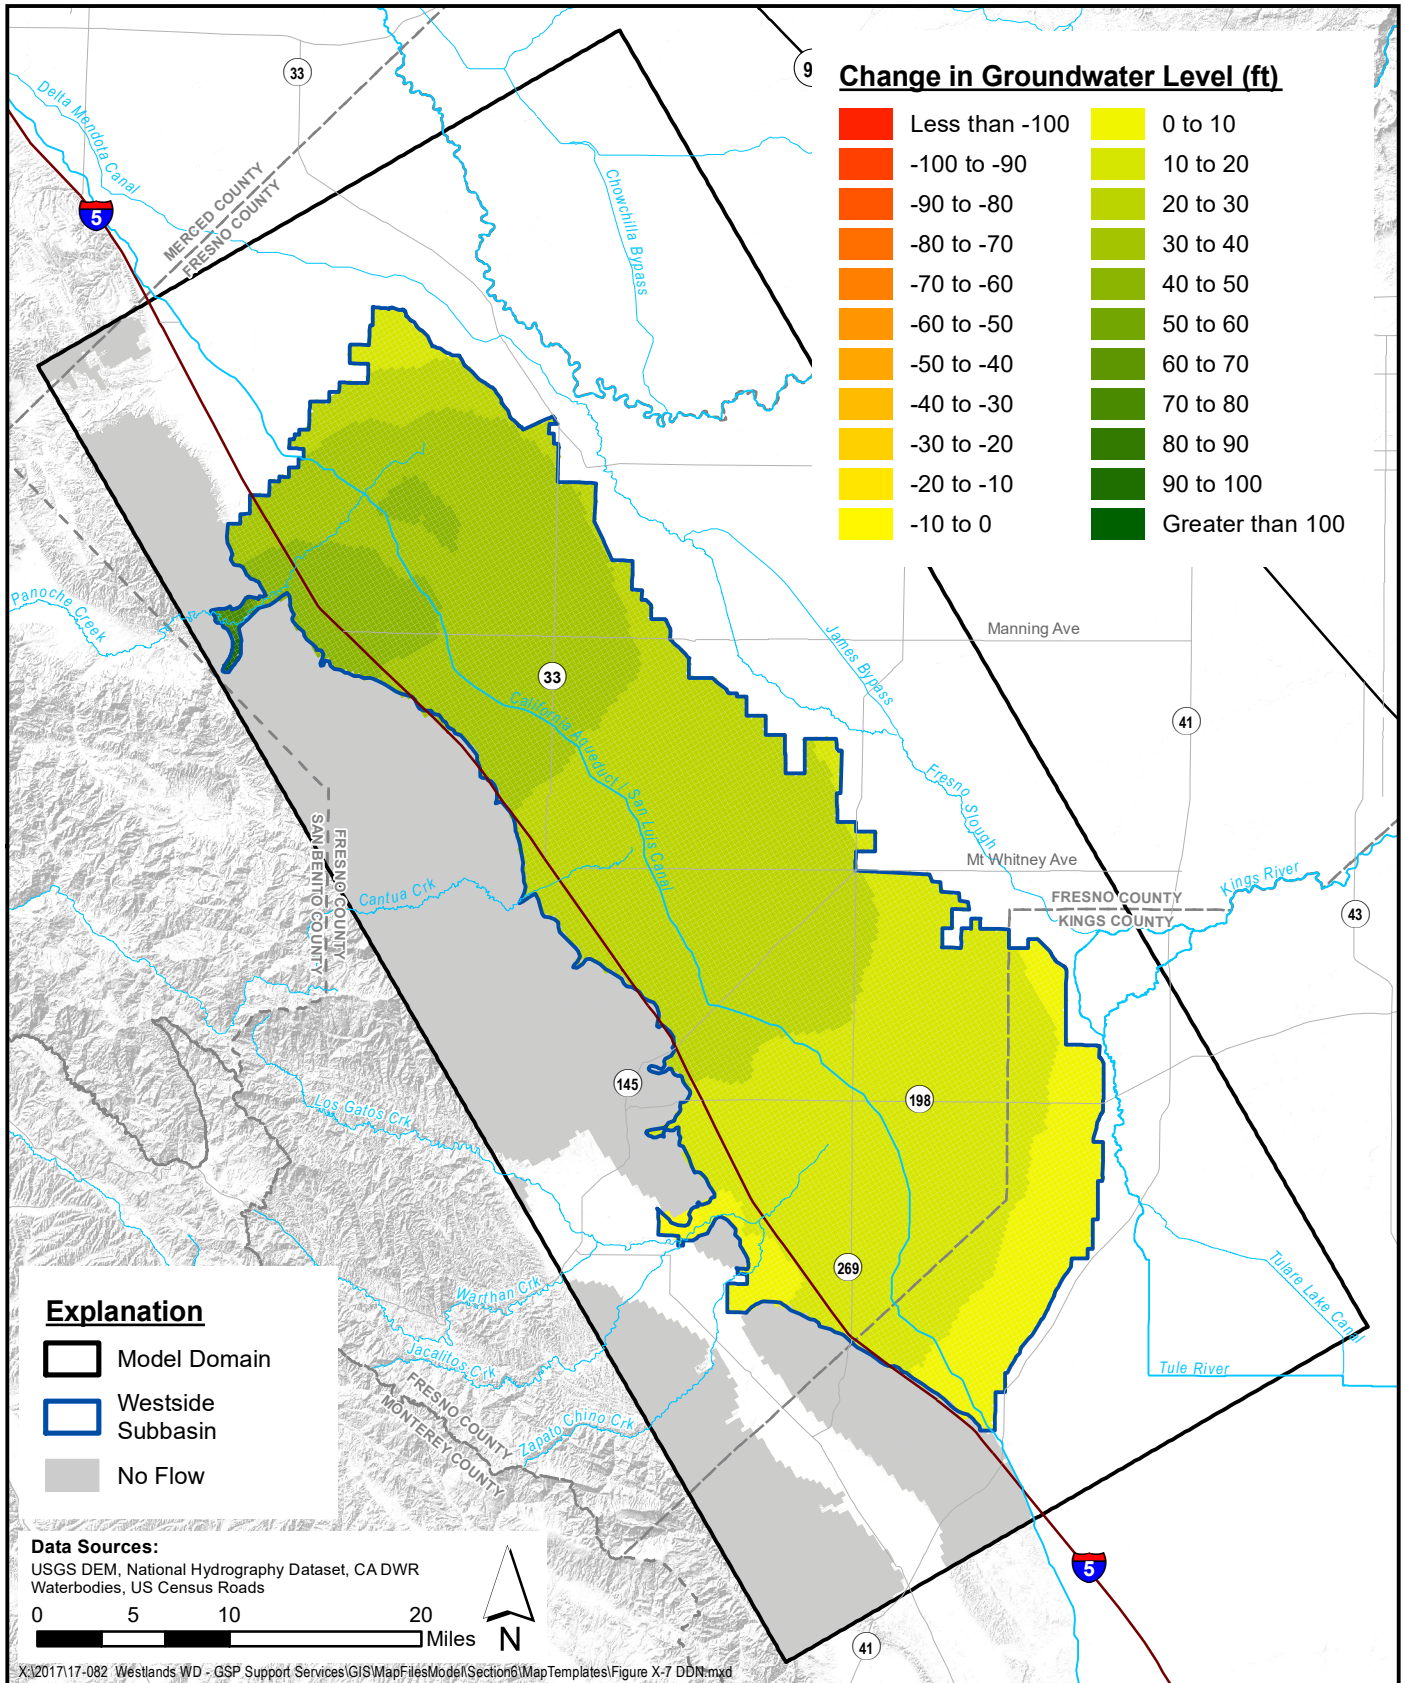 33
9
Delta Mendota Canal
MERCED COUNTY
FRESNO COUNTY
5
Chowchilla Bypass
Change in Groundwater Level (ft)
Less than -100
-100 to -90
-90 to -80
-80 to -70
-70 to -60
-60 to -50
-50 to -40
-40 to -30
-30 to -20
-20 to -10
-10 to 0
0 to 10
10 to 20
20 to 30
30 to 40
40 to 50
50 to 60
60 to 70
70 to 80
80 to 90
90 to 100
Greater than 100
Panoche Creek
Manning Ave
James Bypass
33
41
California Aqueduct / San Luis Canal
Fresno Slough
SAN BENITO COUNTY
FRESNO COUNTY
Mt Whitney Ave
Kings River
Cantua Crk
FRESNO COUNTY
KINGS COUNTY
43
145
198
Los Gatos Crk
269
Tulare Lake Canal
Warthan Crk
Jacalitos Crk
Tule River
FRESNO COUNTY
MONTEREY COUNTY
Zapato Chino Crk
Explanation
Model Domain
Westside
Subbasin
No Flow
Data Sources:
USGS DEM, National Hydrography Dataset, CA DWR
Waterbodies, US Census Roads
0 5 10 20
Miles
N
5
41
X:\2017\17-082 Westlands WD - GSP Support Services\GIS\MapFilesModel\Section6\MapTemplates\Figure X-7 DDN.mxd